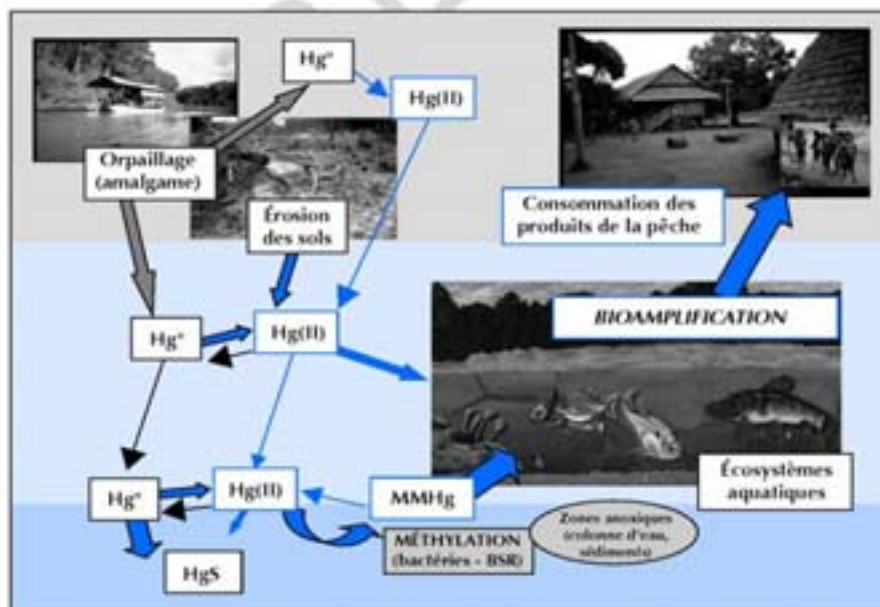 Hg°
Hg(II)
Orpaillage
(amalgame)
Érosion
des sols
Consommation des
produits de la pêche
BIOAMPLIFICATION
Hg°
Hg(II)
Écosystèmes
aquatiques
Hg°
Hg(II)
MMHg
MÉTHYLATION
(bactéries - BSR)
Zones anoxiques
(colonne d'eau,
sédiments)
HgS